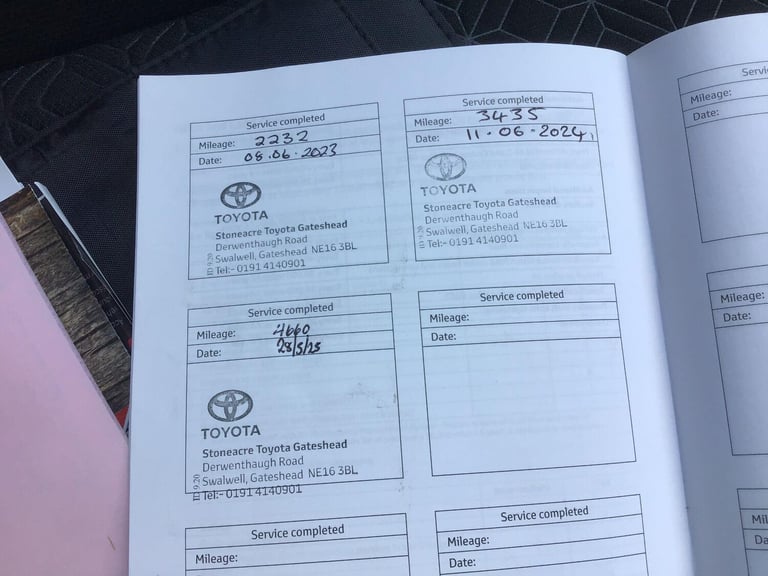 Service completed
Mileage: 2232
Date: 08.06.2023
TOYOTA
Stoneacre Toyota Gateshead
Derwenthaugh Road
Swalwell, Gateshead NE16 3BL
Tel:- 0191 4140901
Service completed
Mileage: 3435
Date: 11.06.2024
TOYOTA
Stoneacre Toyota Gateshead
Derwenthaugh Road
Swalwell, Gateshead NE16 3BL
Tel:- 0191 4140901
Service completed
Mileage: 4660
Date: 28/5/25
TOYOTA
Stoneacre Toyota Gateshead
Derwenthaugh Road
Swalwell, Gateshead NE16 3BL
Tel:- 0191 4140901
Service completed
Mileage:
Date:
Service completed
Mileage:
Service completed
Mileage:
Date:
Mileage:
Date:
Mileage:
Date: